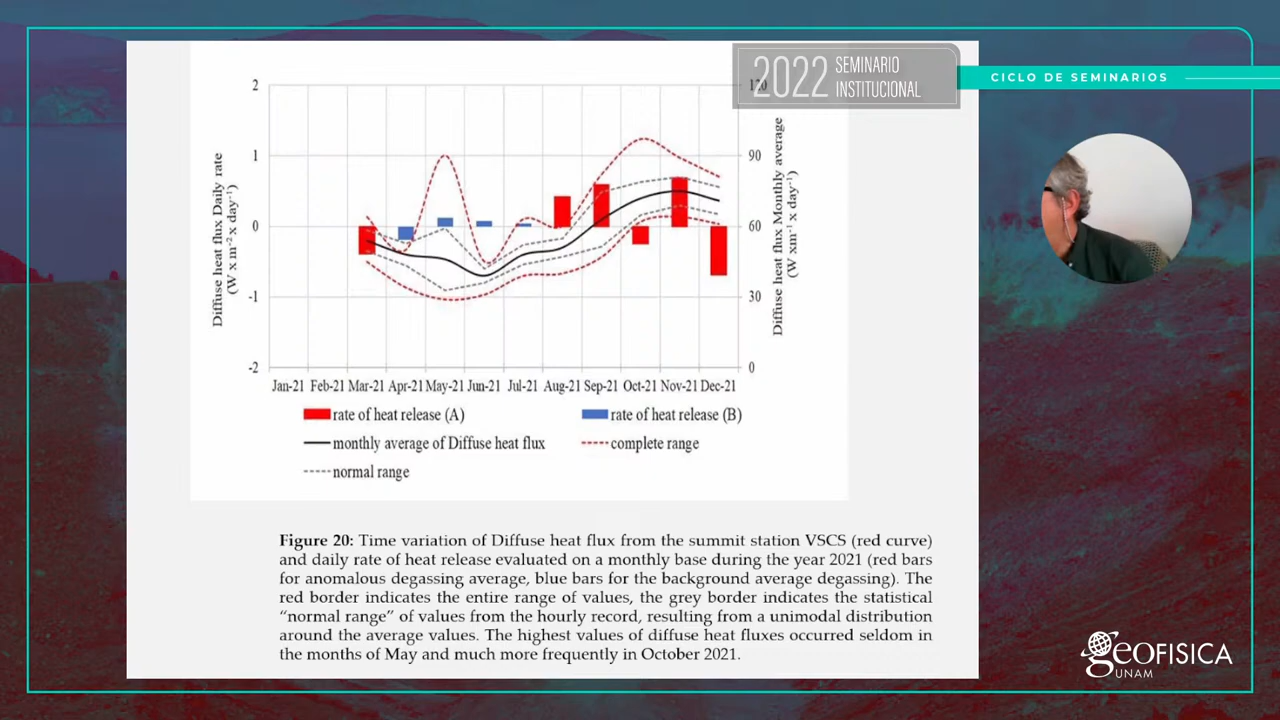 2022 SEMINARIO
INSTITUCIONAL
CICLO DE SEMINARIOS
2
1
0
-1
-2
Diffuse heat flux Daily rate
(W x m⁻² x day⁻¹)
120
90
60
30
0
Diffuse heat flux Monthly average
(W xm⁻¹ x day⁻¹)
Jan-21 Feb-21 Mar-21 Apr-21 May-21 Jun-21 Jul-21 Aug-21 Sep-21 Oct-21 Nov-21 Dec-21
rate of heat release (A) rate of heat release (B)
monthly average of Diffuse heat flux complete range
normal range
Figure 20: Time variation of Diffuse heat flux from the summit station VSCS (red curve)
and daily rate of heat release evaluated on a monthly base during the year 2021 (red bars
for anomalous degassing average, blue bars for the background average degassing). The
red border indicates the entire range of values, the grey border indicates the statistical
“normal range” of values from the hourly record, resulting from a unimodal distribution
around the average values. The highest values of diffuse heat fluxes occurred seldom in
the months of May and much more frequently in October 2021.
GEOFISICA
UNAM